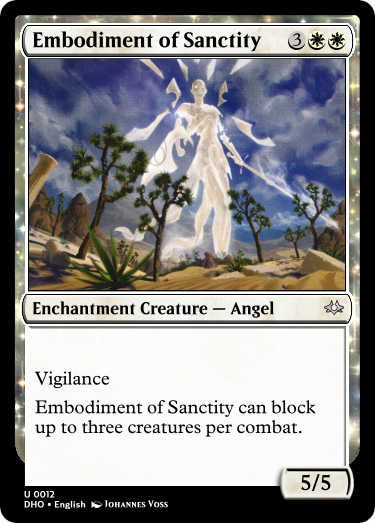 Embodiment of Sanctity 3
Enchantment Creature — Angel
Vigilance
Embodiment of Sanctity can block
up to three creatures per combat.
5/5
U 0012
DHO • English Johannes Voss